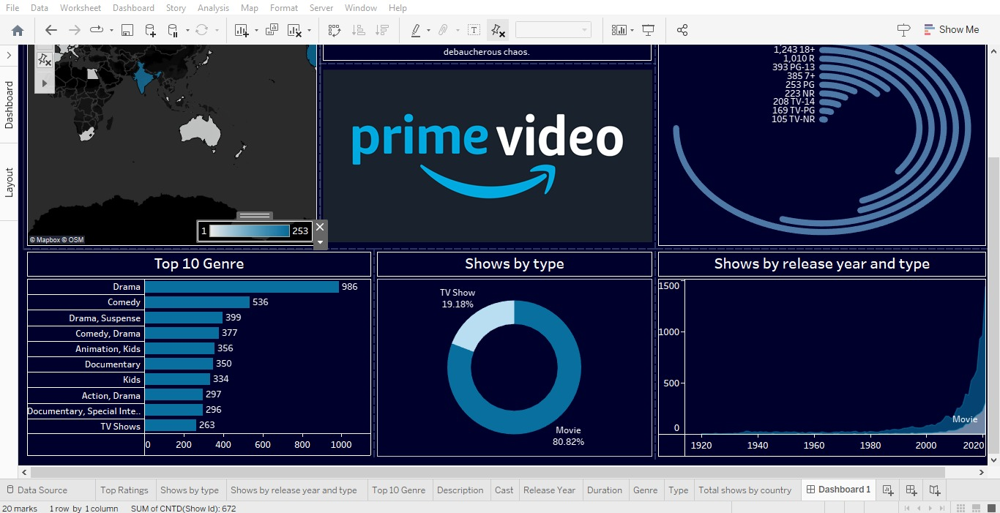 File Data Worksheet Dashboard Story Analysis Map Format Server Window Help
Show Me
Dashboard
Layout
debaucherous chaos.
© Mapbox © OSM
1 253
prime video
1,243 18+
1,010 R
393 PG-13
385 7+
253 PG
223 NR
208 TV-14
169 TV-PG
105 TV-NR
Top 10 Genre
Drama 986
Comedy 536
Drama, Suspense 399
Comedy, Drama 377
Animation, Kids 356
Documentary 350
Kids 334
Action, Drama 297
Documentary, Special Inte.. 296
TV Shows 263
0 200 400 600 800 1000
Shows by type
TV Show
19.18%
Movie
80.82%
Shows by release year and type
1500
1000
500
0
Movie
1920 1940 1960 1980 2000 2020
Data Source Top Ratings Shows by type Shows by release year and type Top 10 Genre Description Cast Release Year Duration Genre Type Total shows by country Dashboard 1
20 marks 1 row by 1 column SUM of CNTD(Show Id): 672